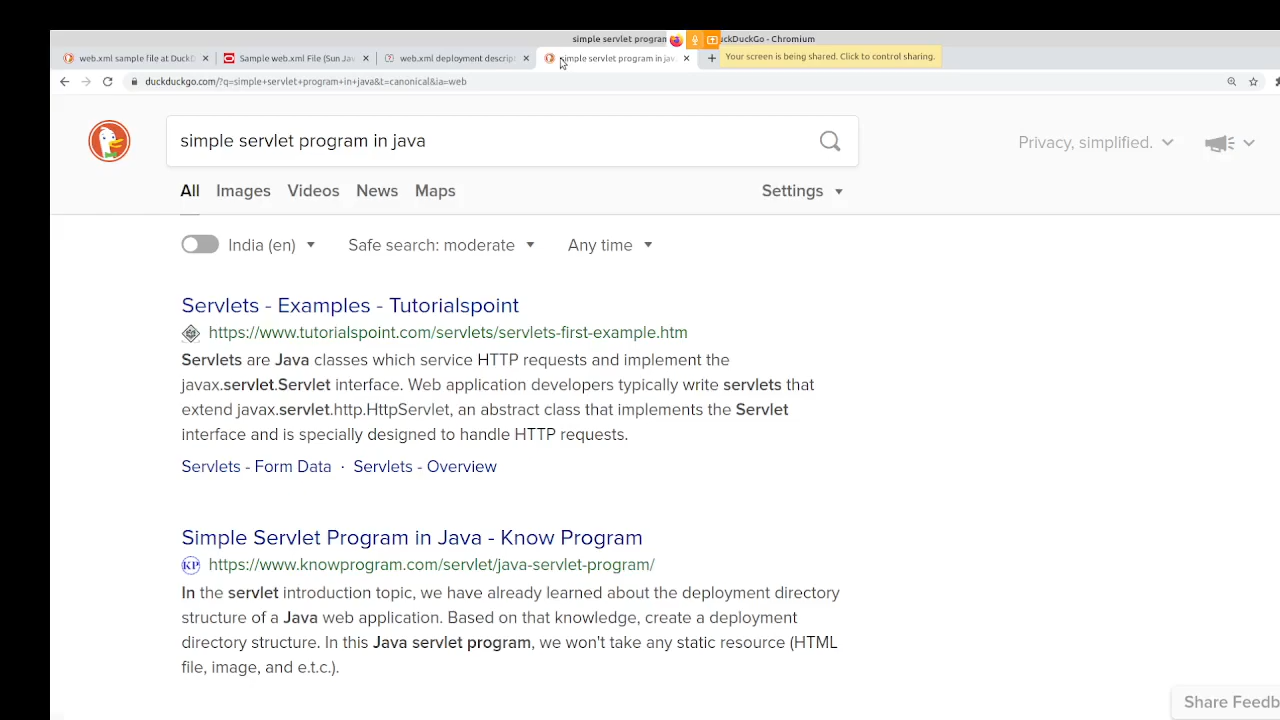 simple servlet program
uckDuckGo - Chromium
web.xml sample file at DuckD
Sample web.xml File (Sun Jav
web.xml deployment descript
simple servlet program in jav
Your screen is being shared. Click to control sharing.
duckduckgo.com/?q=simple+servlet+program+in+java&t=canonical&ia=web
simple servlet program in java
Privacy, simplified.
All Images Videos News Maps Settings
India (en) Safe search: moderate Any time
Servlets - Examples - Tutorialspoint
https://www.tutorialspoint.com/servlets/servlets-first-example.htm
Servlets are Java classes which service HTTP requests and implement the
javax.servlet.Servlet interface. Web application developers typically write servlets that
extend javax.servlet.http.HttpServlet, an abstract class that implements the Servlet
interface and is specially designed to handle HTTP requests.
Servlets - Form Data · Servlets - Overview
Simple Servlet Program in Java - Know Program
KP https://www.knowprogram.com/servlet/java-servlet-program/
In the servlet introduction topic, we have already learned about the deployment directory
structure of a Java web application. Based on that knowledge, create a deployment
directory structure. In this Java servlet program, we won't take any static resource (HTML
file, image, and e.t.c.).
Share Feedb